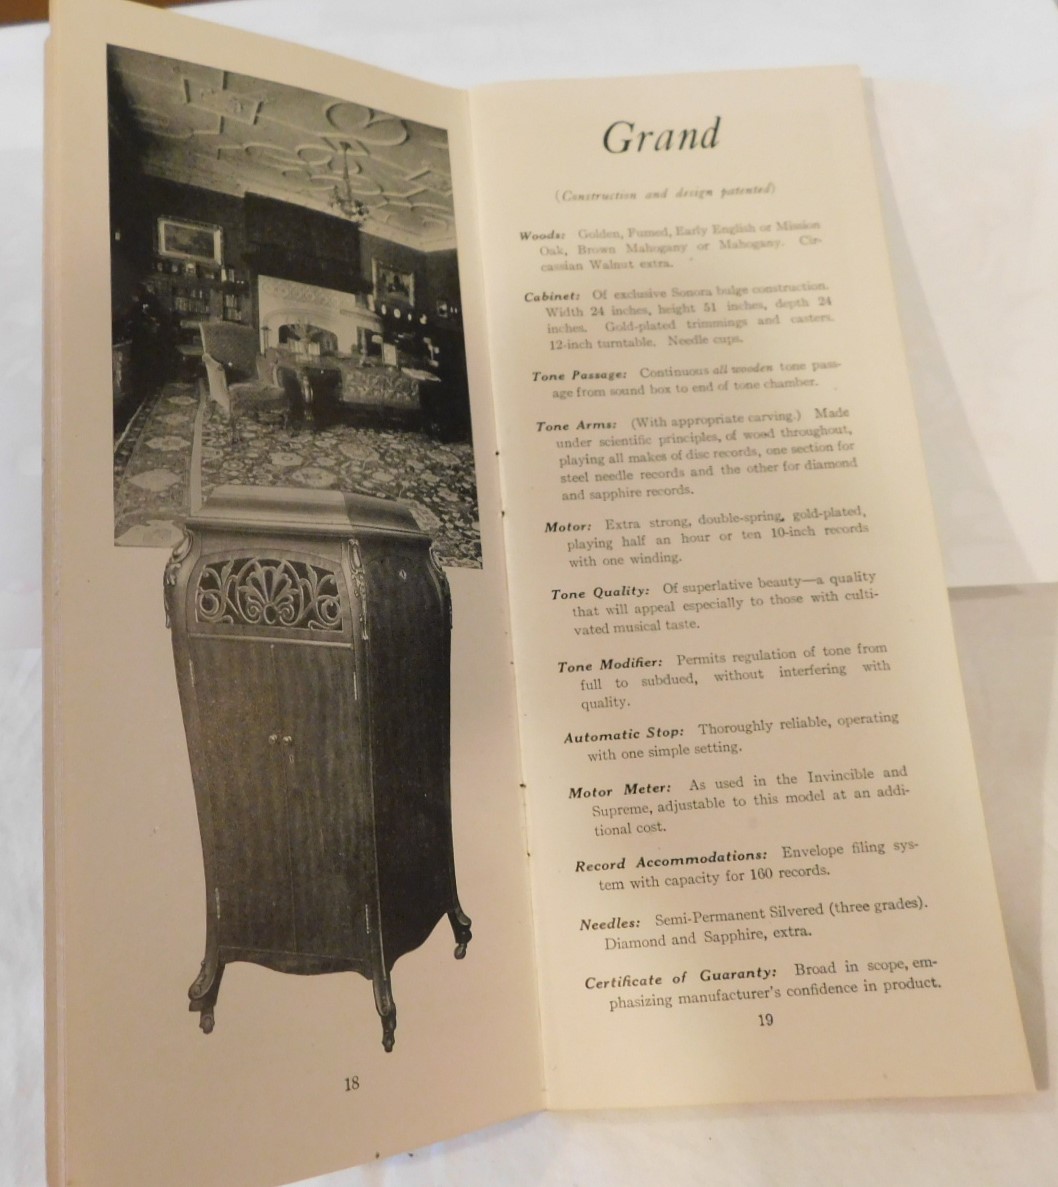 18
Grand
(Construction and design patented)
Woods: Golden, Fumed, Early English or Mission
Oak, Brown Mahogany or Mahogany. Cir-
cassian Walnut extra.
Cabinet: Of exclusive Sonora bulge construction.
Width 24 inches, height 51 inches, depth 24
inches. Gold-plated trimmings and casters.
12-inch turntable. Needle cups.
Tone Passage: Continuous all wooden tone pass-
age from sound box to end of tone chamber.
Tone Arms: (With appropriate carving.) Made
under scientific principles, of wood throughout,
playing all makes of disc records, one section for
steel needle records and the other for diamond
and sapphire records.
Motor: Extra strong, double-spring, gold-plated,
playing half an hour or ten 10-inch records
with one winding.
Tone Quality: Of superlative beauty—a quality
that will appeal especially to those with culti-
vated musical taste.
Tone Modifier: Permits regulation of tone from
full to subdued, without interfering with
quality.
Automatic Stop: Thoroughly reliable, operating
with one simple setting.
Motor Meter: As used in the Invincible and
Supreme, adjustable to this model at an addi-
tional cost.
Record Accommodations: Envelope filing sys-
tem with capacity for 160 records.
Needles: Semi-Permanent Silvered (three grades).
Diamond and Sapphire, extra.
Certificate of Guaranty: Broad in scope, em-
phasizing manufacturer's confidence in product.
19